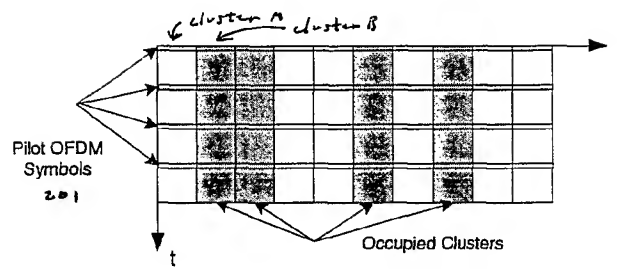 cluster A
cluster B
Pilot OFDM
Symbols
201
Occupied Clusters
t